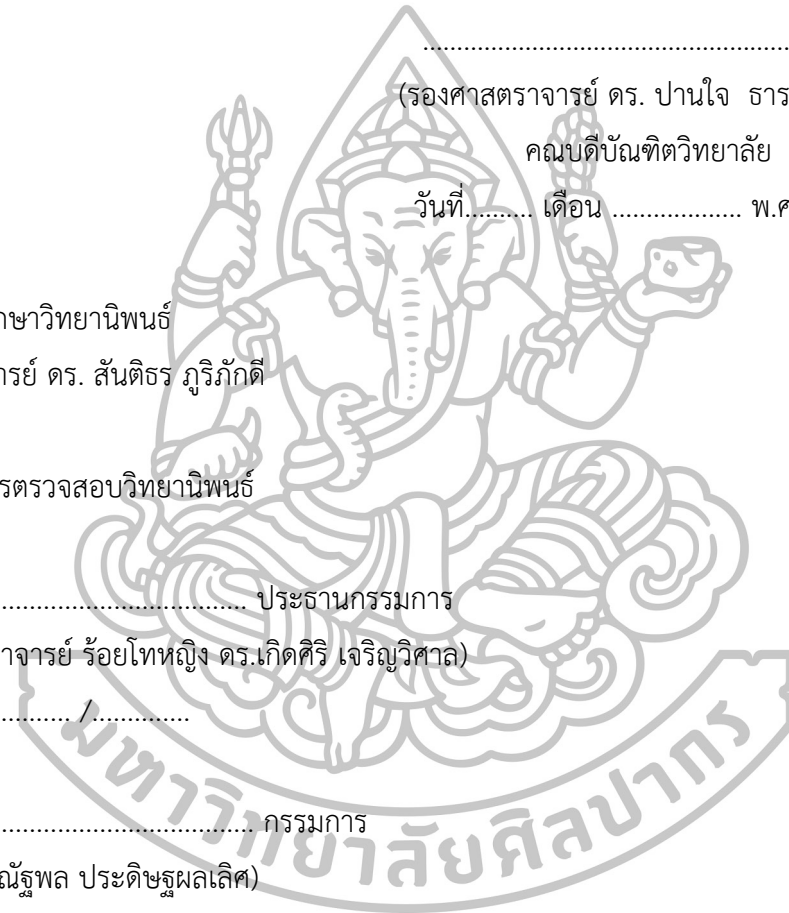 .......................................................
(รองศาสตราจารย์ ดร. ปานใจ ธาร
คณบดีบัณฑิตวิทยาลัย
วันที่.......... เดือน ................... พ.ศ
กษาวิทยานิพนธ์
ารย์ ดร. สันติธร ภูริภักดี
รตรวจสอบวิทยานิพนธ์
.................................... ประธานกรรมการ
าจารย์ ร้อยโทหญิง ดร.เกิดศิริ เจริญวิศาล)
........... /..............
..................................... กรรมการ
ณัฐพล ประดิษฐผลเลิศ)
มหาวิทยาลัยศิลปากร